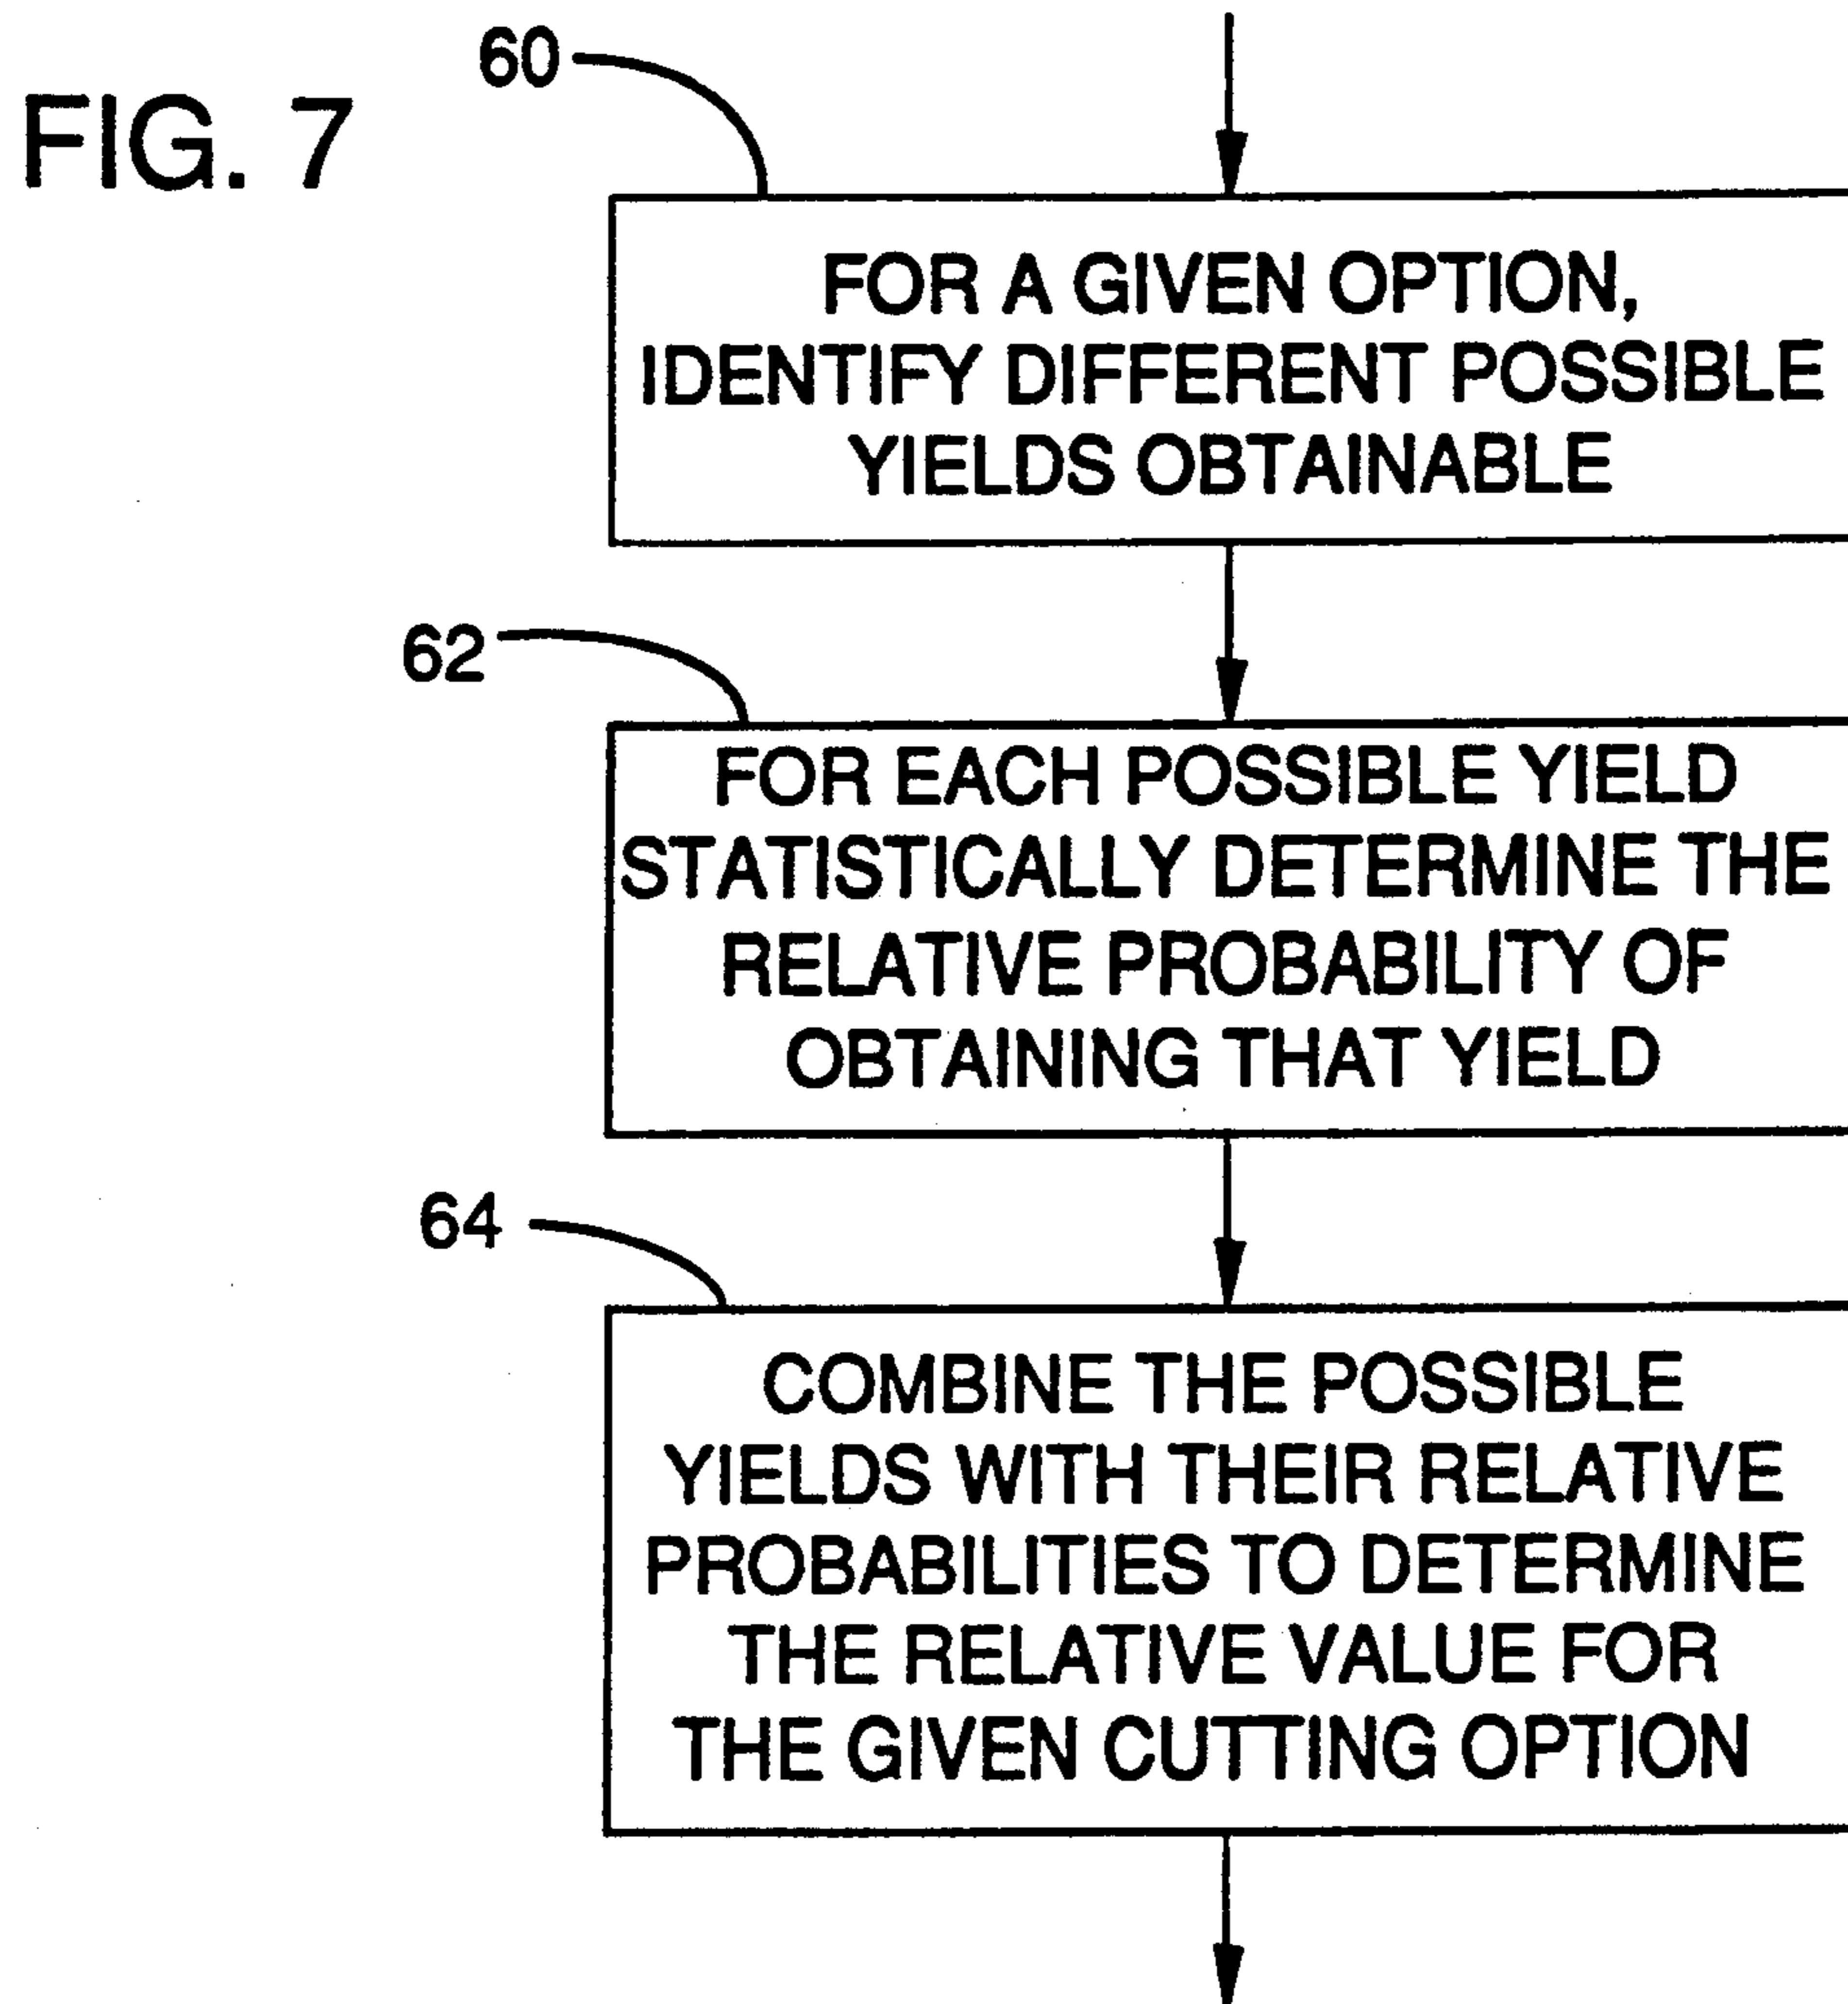 FIG. 7
60
FOR A GIVEN OPTION,
IDENTIFY DIFFERENT POSSIBLE
YIELDS OBTAINABLE
62
FOR EACH POSSIBLE YIELD
STATISTICALLY DETERMINE THE
RELATIVE PROBABILITY OF
OBTAINING THAT YIELD
64
COMBINE THE POSSIBLE
YIELDS WITH THEIR RELATIVE
PROBABILITIES TO DETERMINE
THE RELATIVE VALUE FOR
THE GIVEN CUTTING OPTION